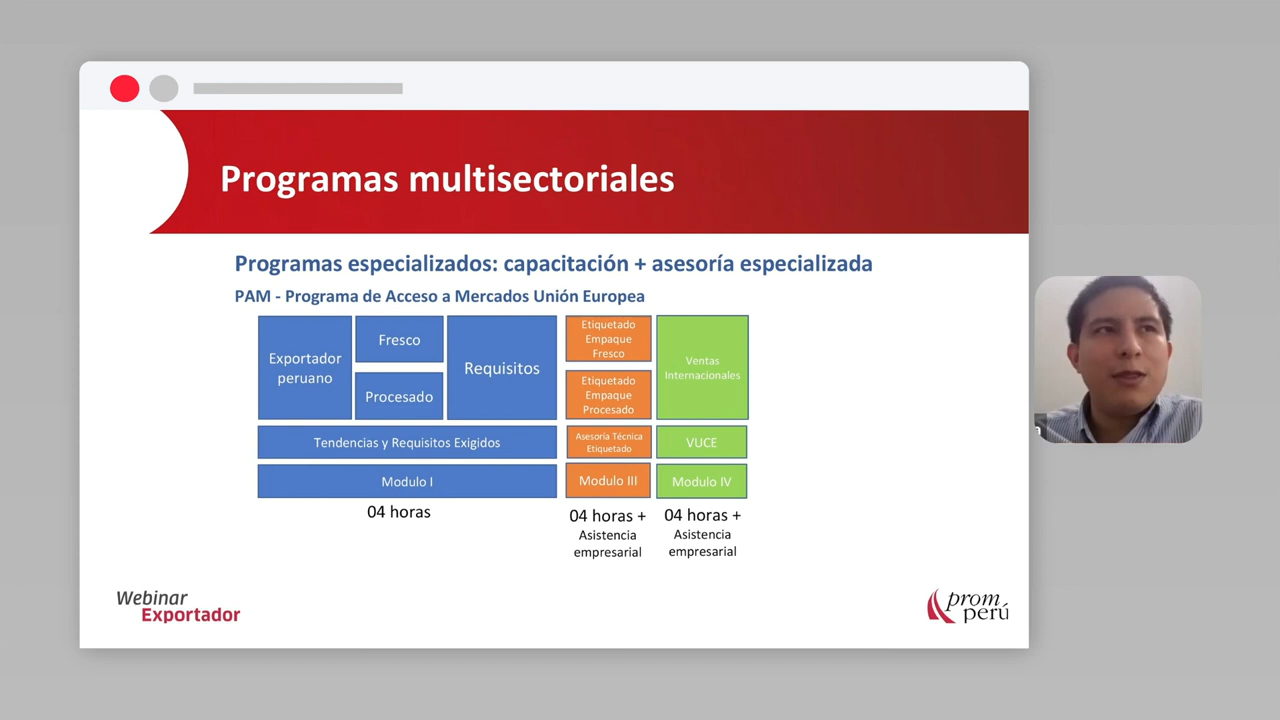 Programas multisectoriales
Programas especializados: capacitación + asesoría especializada
PAM - Programa de Acceso a Mercados Unión Europea
Exportador
peruano
Fresco
Procesado
Requisitos
Etiquetado
Empaque
Fresco
Etiquetado
Empaque
Procesado
Ventas
Internacionales
Tendencias y Requisitos Exigidos
Asesoría Técnica
Etiquetado
VUCE
Modulo I
Modulo III
Modulo IV
04 horas
04 horas +
Asistencia
empresarial
04 horas +
Asistencia
empresarial
Webinar
Exportador
prom
perú